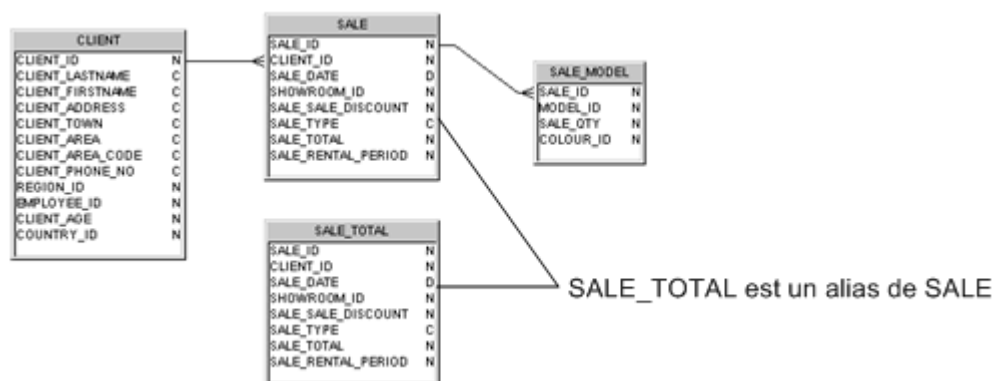 CLIENT
CLIENT_ID N
CLIENT_LASTNAME C
CLIENT_FIRSTNAME C
CLIENT_ADDRESS C
CLIENT_TOWN C
CLIENT_AREA C
CLIENT_AREA_CODE C
CLIENT_PHONE_NO C
REGION_ID N
EMPLOYEE_ID N
CLIENT_AGE N
COUNTRY_ID N
SALE
SALE_ID N
CLIENT_ID N
SALE_DATE D
SHOWROOM_ID N
SALE_SALE_DISCOUNT N
SALE_TYPE C
SALE_TOTAL N
SALE_RENTAL_PERIOD N
SALE_MODEL
SALE_ID N
MODEL_ID N
SALE_QTY N
COLOUR_ID N
SALE_TOTAL
SALE_ID N
CLIENT_ID N
SALE_DATE D
SHOWROOM_ID N
SALE_SALE_DISCOUNT N
SALE_TYPE C
SALE_TOTAL N
SALE_RENTAL_PERIOD N
SALE_TOTAL est un alias de SALE